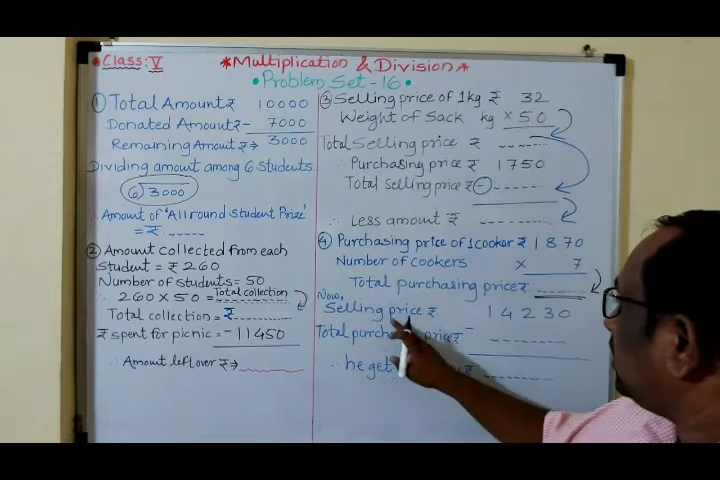 Class: V
*Multiplication & Division*
• Problem Set-16 •
① Total Amount ₹ 10000
Donated Amount ₹ - 7000
Remaining Amount ₹ → 3000
Dividing amount among 6 Students.
6) 3000
∴ Amount of 'All round Student Prize'
= ₹ ------
② Amount collected from each
student = ₹ 260
Number of students = 50
∴ 260 × 50 = Total collection
Total collection = ₹ --------
₹ spent for picnic = - 11450
∴ Amount left over ₹ →
③ Selling price of 1kg ₹ 32
Weight of Sack kg × 50
Total Selling price ₹ ------
∴ Purchasing price ₹ 1750
Total Selling price ₹ - ------
∴ Less amount ₹ --------
④ Purchasing price of 1 cooker ₹ 1870
Number of cookers × 7
Total purchasing price ₹ --------
Now,
Selling price ₹ 14230
Total purchase price ₹ - --------
∴ he get ₹ --------